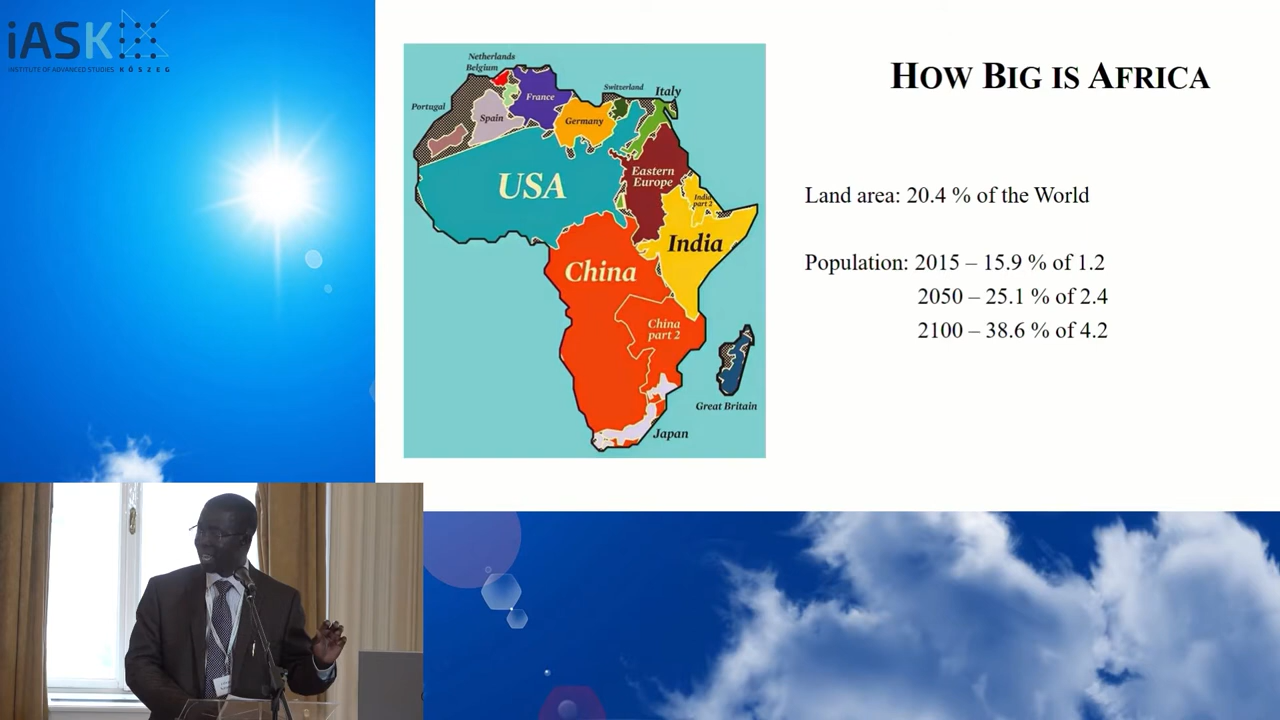 iASK
INSTITUTE OF ADVANCED STUDIES KŐSZEG
HOW BIG IS AFRICA
Netherlands
Belgium
Portugal
Spain
France
Germany
Switzerland
Italy
USA
Eastern
Europe
India
part 2
India
China
China
part 2
Great Britain
Japan
Land area: 20.4 % of the World
Population: 2015 – 15.9 % of 1.2
2050 – 25.1 % of 2.4
2100 – 38.6 % of 4.2